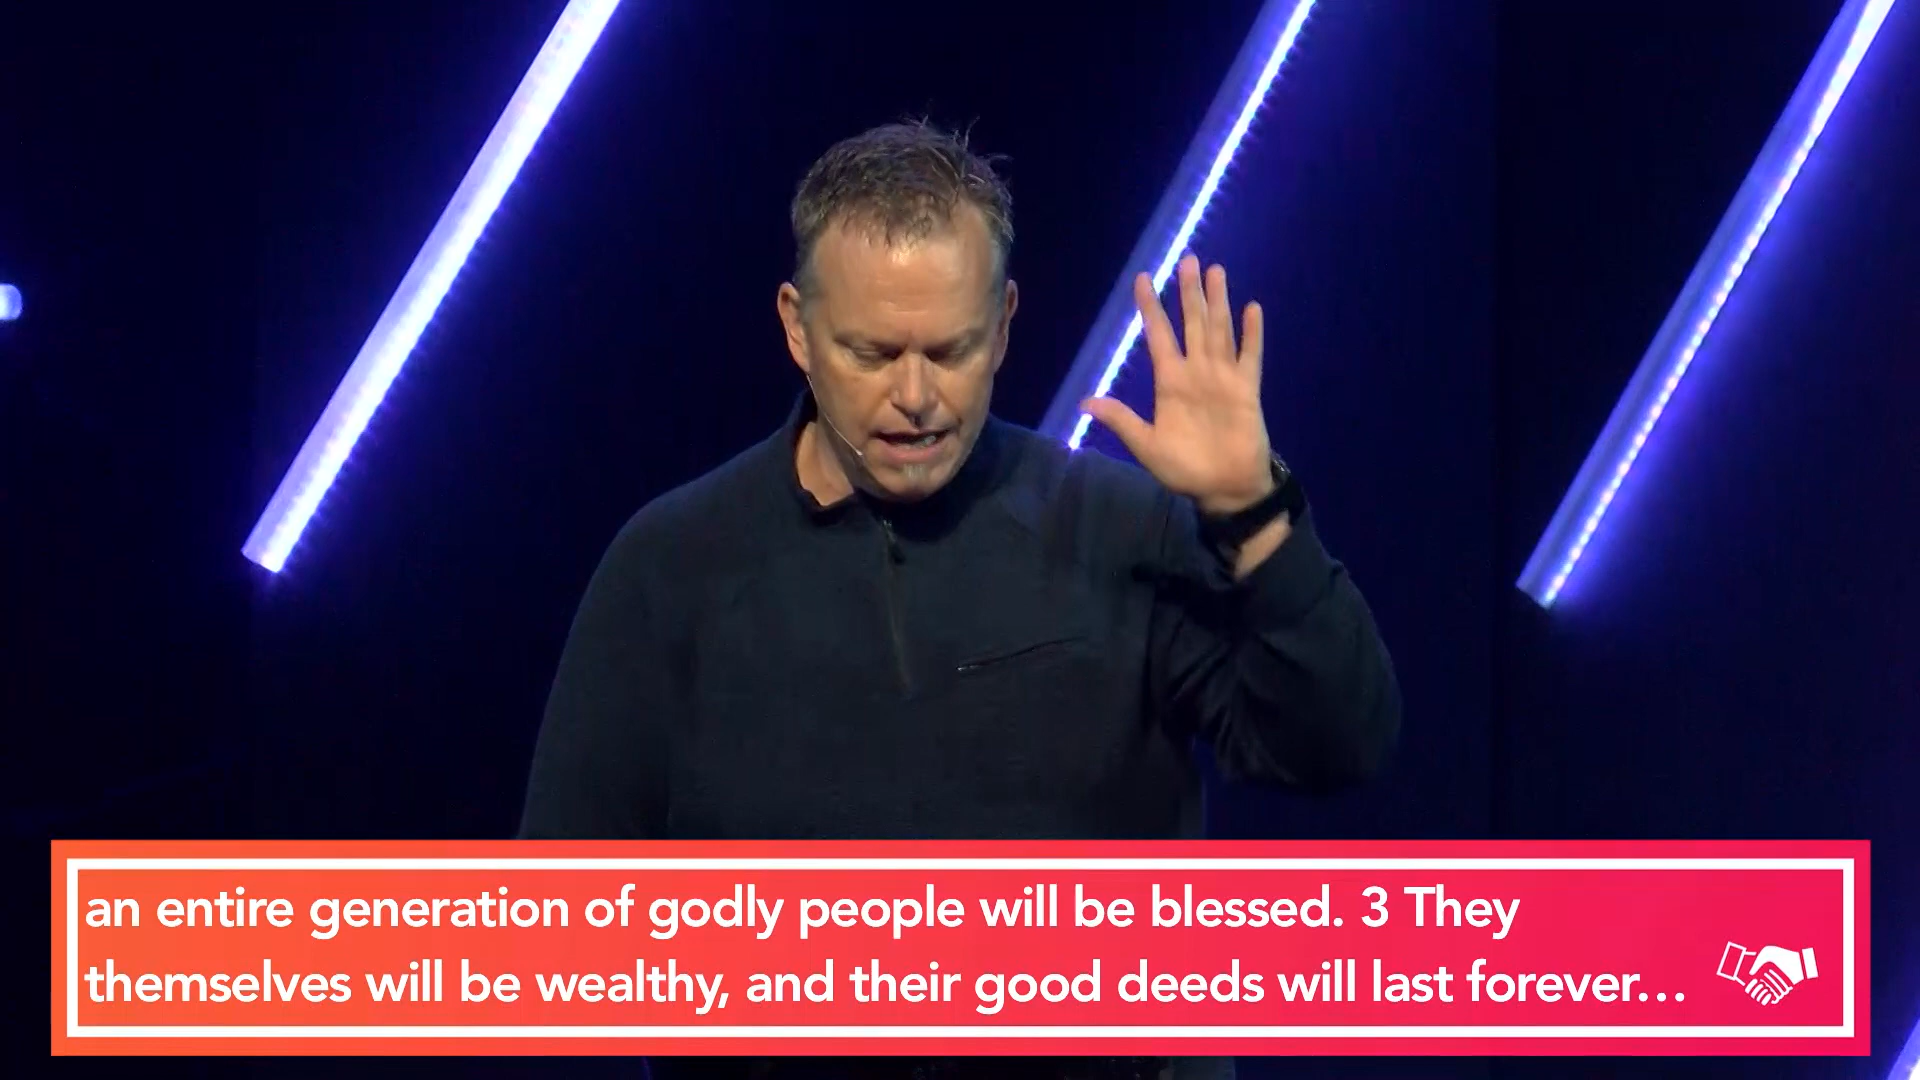 an entire generation of godly people will be blessed. 3 They
themselves will be wealthy, and their good deeds will last forever…